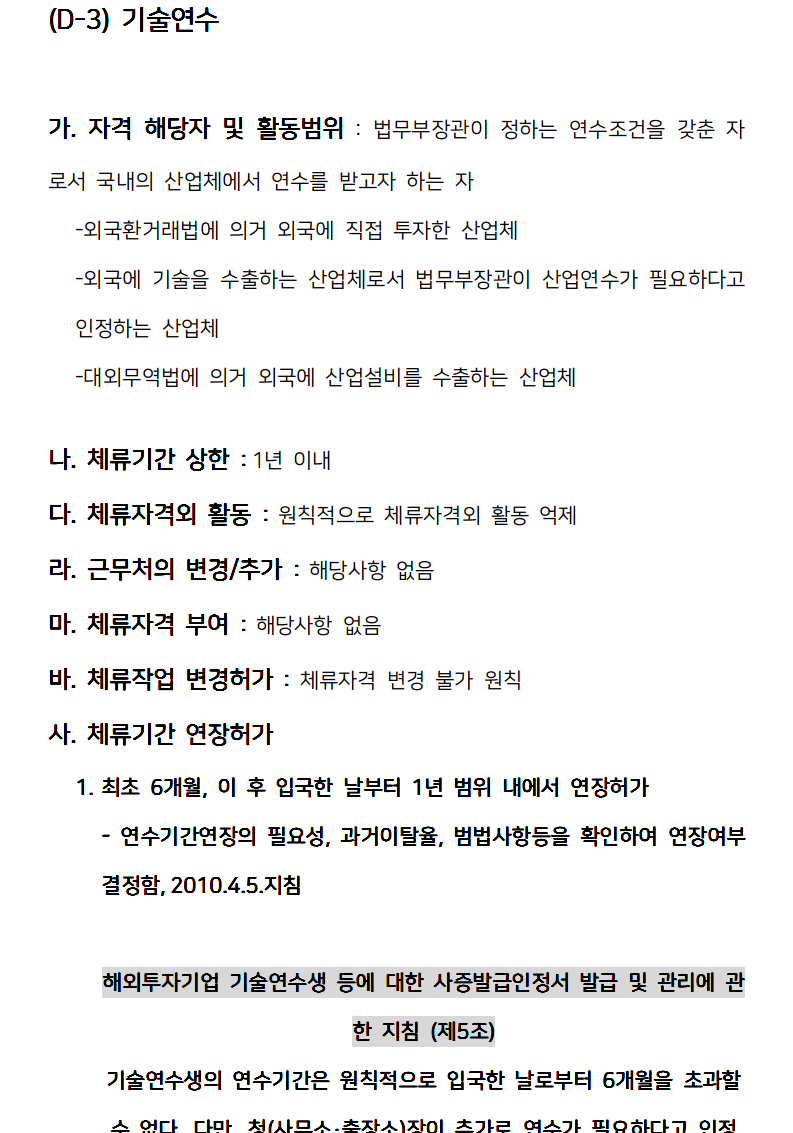 (D-3) 기술연수
가. 자격 해당자 및 활동범위 : 법무부장관이 정하는 연수조건을 갖춘 자
로서 국내의 산업체에서 연수를 받고자 하는 자
-외국환거래법에 의거 외국에 직접 투자한 산업체
-외국에 기술을 수출하는 산업체로서 법무부장관이 산업연수가 필요하다고
인정하는 산업체
-대외무역법에 의거 외국에 산업설비를 수출하는 산업체
나. 체류기간 상한 : 1년 이내
다. 체류자격외 활동 : 원칙적으로 체류자격외 활동 억제
라. 근무처의 변경/추가 : 해당사항 없음
마. 체류자격 부여 : 해당사항 없음
바. 체류작업 변경허가 : 체류자격 변경 불가 원칙
사. 체류기간 연장허가
1. 최초 6개월, 이 후 입국한 날부터 1년 범위 내에서 연장허가
- 연수기간연장의 필요성, 과거이탈율, 범법사항등을 확인하여 연장여부
결정함, 2010.4.5.지침
해외투자기업 기술연수생 등에 대한 사증발급인정서 발급 및 관리에 관
한 지침 (제5조)
기술연수생의 연수기간은 원칙적으로 입국한 날로부터 6개월을 초과할
수 없다. 다만, 청(사무소·출장소)장이 추가로 연수가 필요하다고 인정